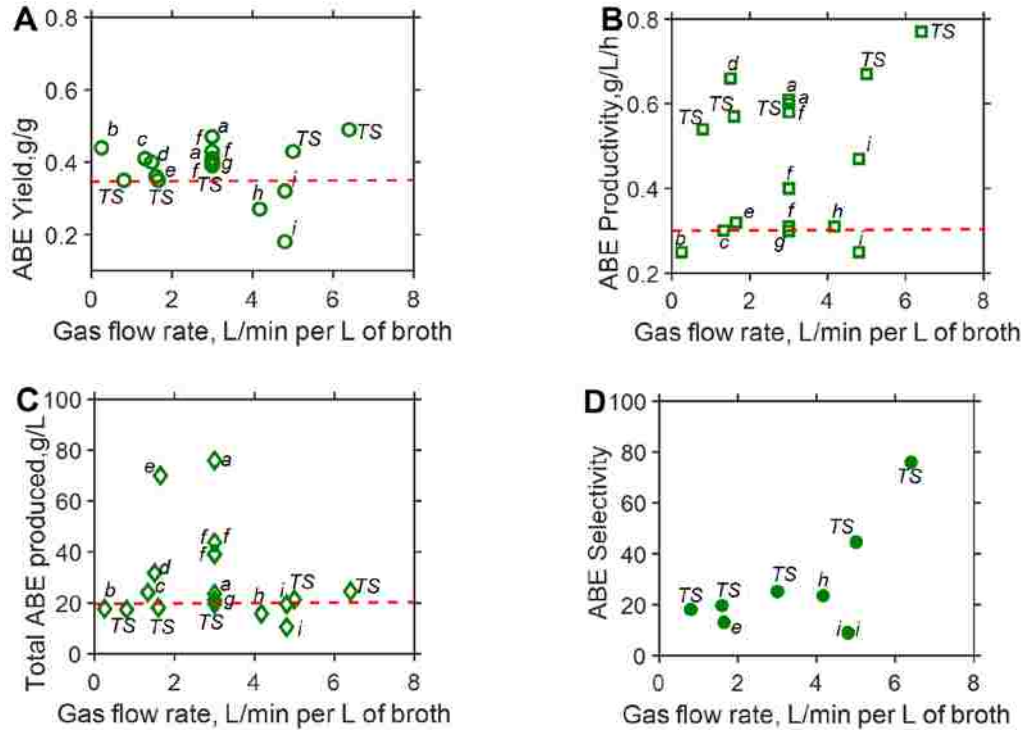 A
0.8
0.6
0.4
0.2
ABE Yield,g/g
b
c
d
e
TS
TS
f
a
a
f
f
g
TS
h
i
i
TS
TS
0
2
4
6
8
Gas flow rate, L/min per L of broth
B
0.8
0.6
0.4
0.2
ABE Productivity,g/L/h
TS
TS
d
TS
a
a
TS
f
TS
f
i
b
c
e
f
g
h
i
0
2
4
6
8
Gas flow rate, L/min per L of broth
C
100
80
60
40
20
0
Total ABE produced,g/L
e
a
f
f
f
d
b
c
a
g
TS
TS
TS
h
i
TS
TS
i
0
2
4
6
8
Gas flow rate, L/min per L of broth
D
100
80
60
40
20
0
ABE Selectivity
TS
TS
TS
TS
TS
h
e
i
i
0
2
4
6
8
Gas flow rate, L/min per L of broth